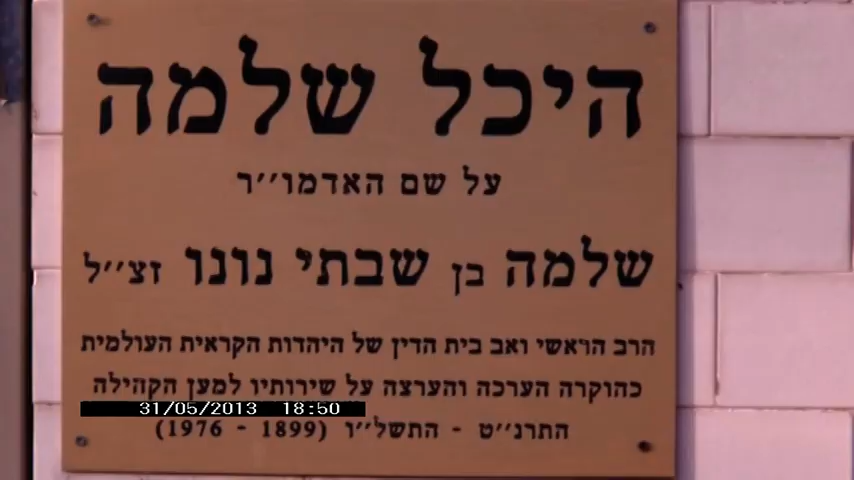 היכל שלמה
על שם האדמו''ר
שלמה בן שבתי נונו זצ''ל
הרב הראשי ואב בית הדין של היהדות הקראית העולמית
כהוקרה הערכה והערצה על שירותיו למען הקהילה
31/05/2013 18:50
התרנ''ט - התשל''ו (1899 - 1976)